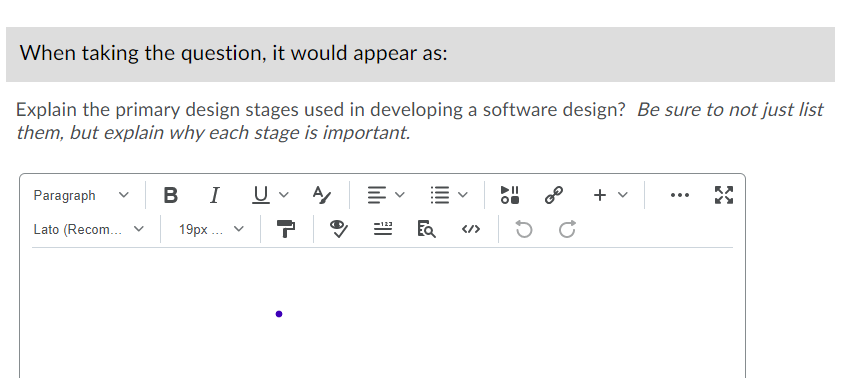 When taking the question, it would appear as:
Explain the primary design stages used in developing a software design? Be sure to not just list
them, but explain why each stage is important.
Paragraph B I U A + ...
Lato (Recom... 19px ... 123 </>